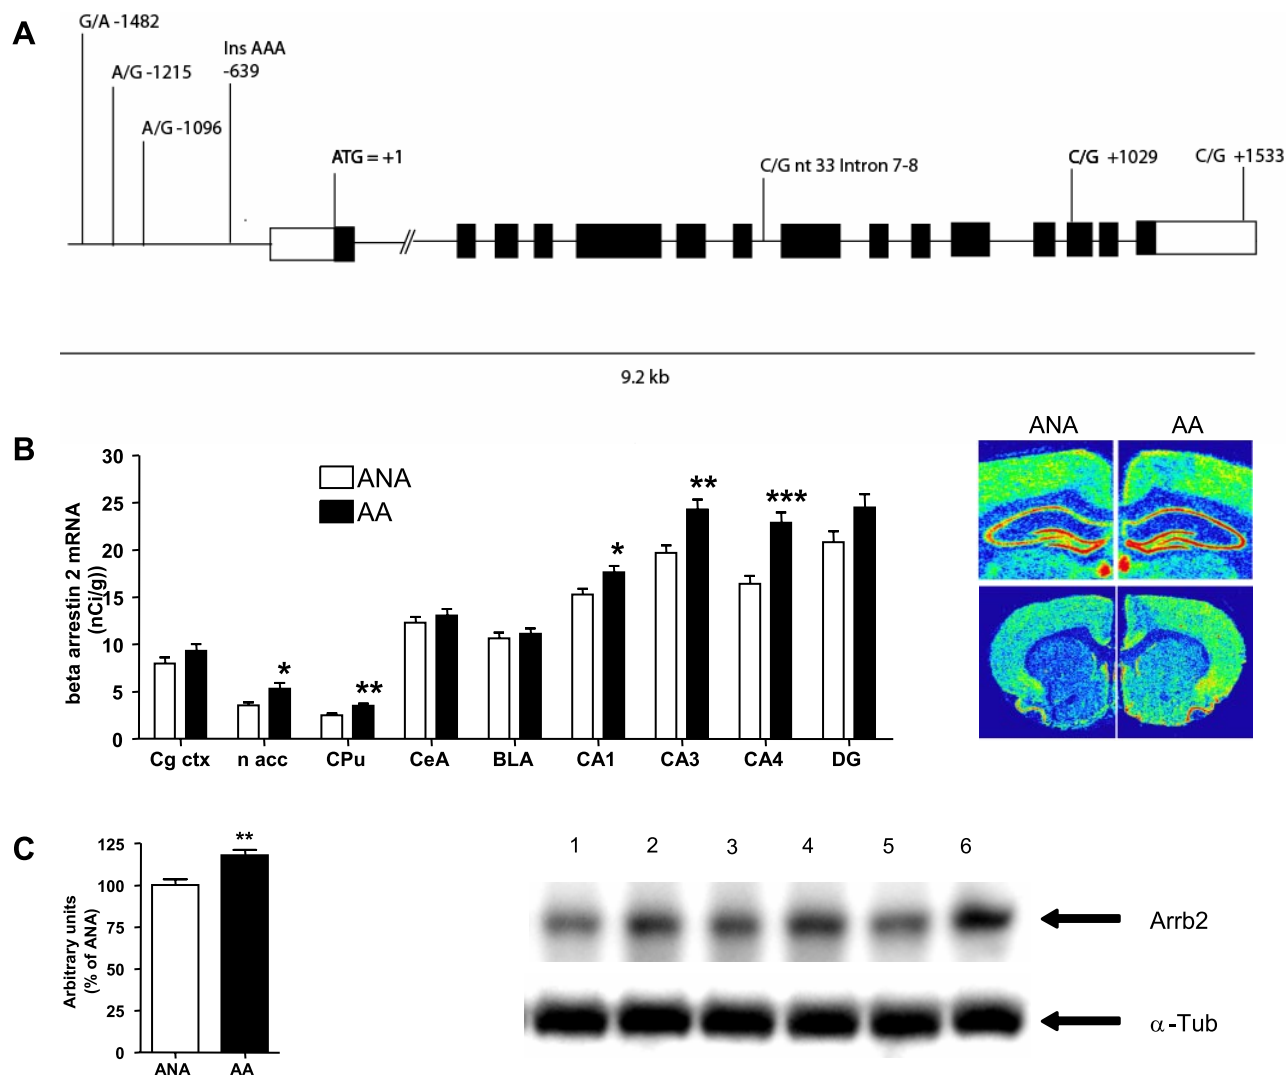 A
G/A -1482
Ins AAA
-639
A/G -1215
A/G -1096
ATG = +1
C/G nt 33 Intron 7-8
C/G +1029
C/G +1533
9.2 kb
B
ANA
AA
beta arrestin 2 mRNA
(nCi/g))
30
25
20
15
10
5
0
ANA
AA
*
**
*
**
***
Cg ctx
n acc
CPu
CeA
BLA
CA1
CA3
CA4
DG
C
Arbitrary units
(% of ANA)
125
100
75
50
25
0
**
ANA
AA
1 2 3 4 5 6
Arrb2
α-Tub